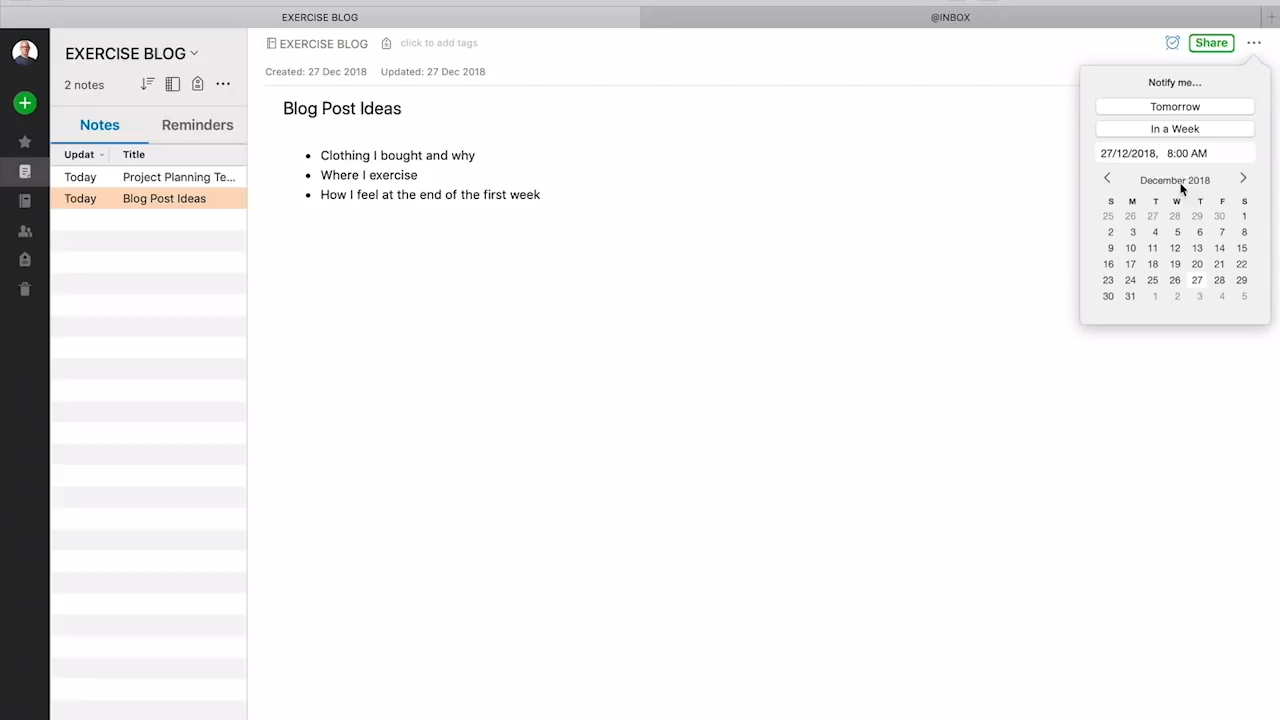 EXERCISE BLOG
@INBOX
EXERCISE BLOG
2 notes
Notes
Reminders
Updat
Title
Today
Project Planning Te...
Today
Blog Post Ideas
EXERCISE BLOG
click to add tags
Share
Created: 27 Dec 2018
Updated: 27 Dec 2018
Blog Post Ideas
• Clothing I bought and why
• Where I exercise
• How I feel at the end of the first week
Notify me...
Tomorrow
In a Week
27/12/2018, 8:00 AM
December 2018
S M T W T F S
25 26 27 28 29 30 1
2 3 4 5 6 7 8
9 10 11 12 13 14 15
16 17 18 19 20 21 22
23 24 25 26 27 28 29
30 31 1 2 3 4 5